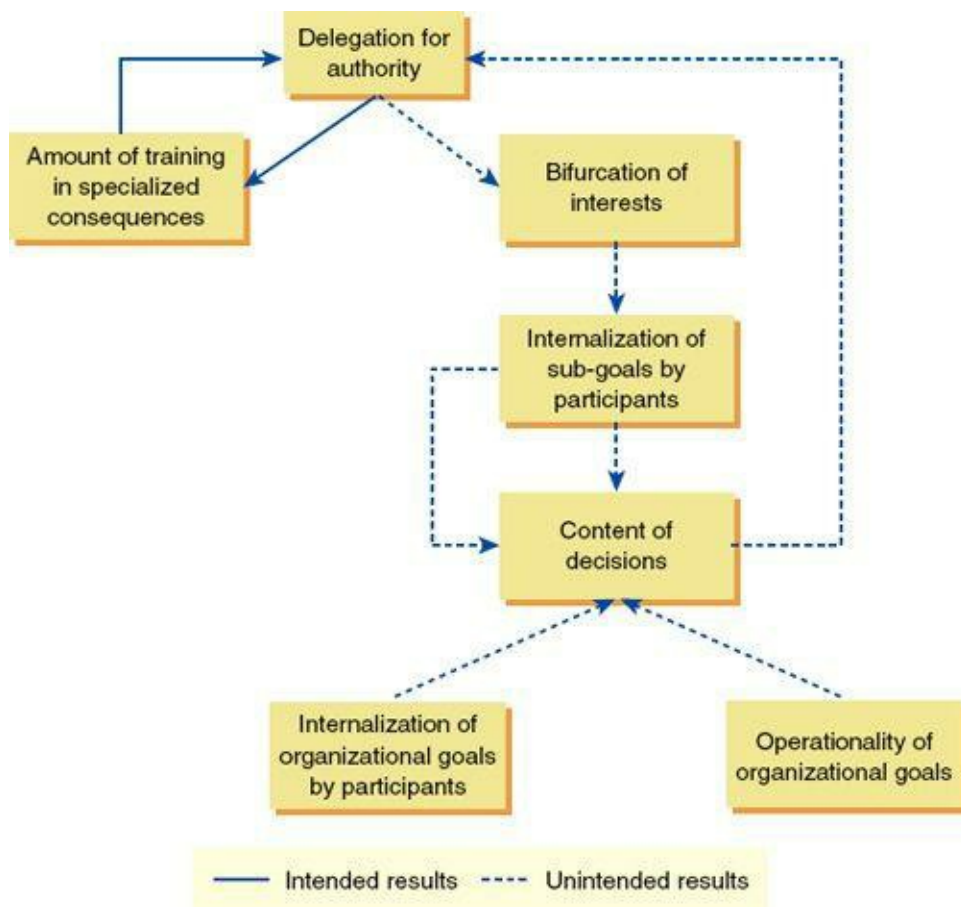 Delegation for
authority
Amount of training
in specialized
consequences
Bifurcation of
interests
Internalization of
sub-goals by
participants
Content of
decisions
Internalization of
organizational goals
by participants
Operationality of
organizational goals
Intended results
Unintended results